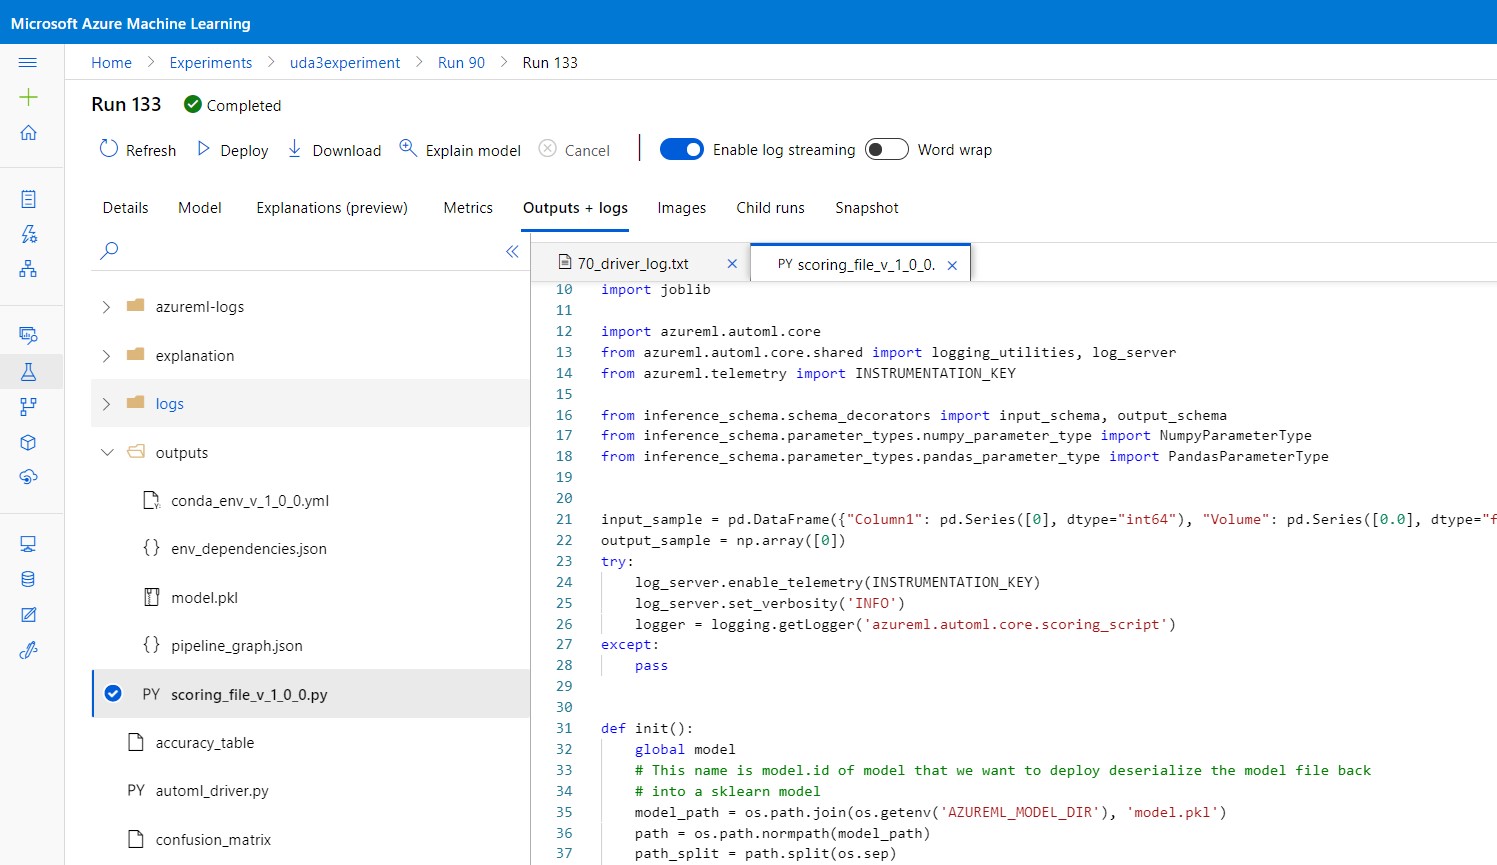 Microsoft Azure Machine Learning
Home > Experiments > uda3experiment > Run 90 > Run 133
Run 133 Completed
Refresh Deploy Download Explain model Cancel Enable log streaming Word wrap
Details Model Explanations (preview) Metrics Outputs + logs Images Child runs Snapshot
azureml-logs
explanation
logs
outputs
conda_env_v_1_0_0.yml
env_dependencies.json
model.pkl
pipeline_graph.json
PY scoring_file_v_1_0_0.py
accuracy_table
PY automl_driver.py
confusion_matrix
70_driver_log.txt × PY scoring_file_v_1_0_0. ×
10 import joblib
11
12 import azureml.automl.core
13 from azureml.automl.core.shared import logging_utilities, log_server
14 from azureml.telemetry import INSTRUMENTATION_KEY
15
16 from inference_schema.schema_decorators import input_schema, output_schema
17 from inference_schema.parameter_types.numpy_parameter_type import NumpyParameterType
18 from inference_schema.parameter_types.pandas_parameter_type import PandasParameterType
19
20
21 input_sample = pd.DataFrame({"Column1": pd.Series([0], dtype="int64"), "Volume": pd.Series([0.0], dtype="f
22 output_sample = np.array([0])
23 try:
24 log_server.enable_telemetry(INSTRUMENTATION_KEY)
25 log_server.set_verbosity('INFO')
26 logger = logging.getLogger('azureml.automl.core.scoring_script')
27 except:
28 pass
29
30
31 def init():
32 global model
33 # This name is model.id of model that we want to deploy deserialize the model file back
34 # into a sklearn model
35 model_path = os.path.join(os.getenv('AZUREML_MODEL_DIR'), 'model.pkl')
36 path = os.path.normpath(model_path)
37 path_split = path.split(os.sep)